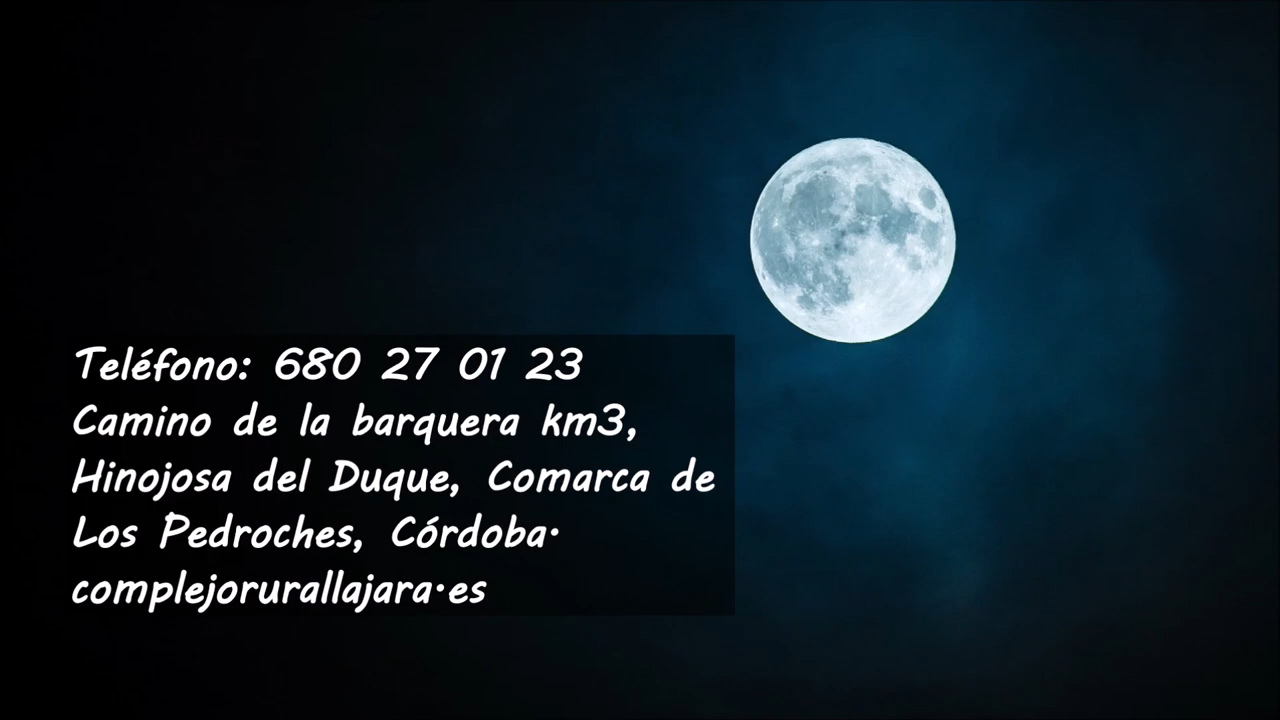 Teléfono: 680 27 01 23
Camino de la barquera km3,
Hinojosa del Duque, Comarca de
Los Pedroches, Córdoba.
complejorurallajara.es